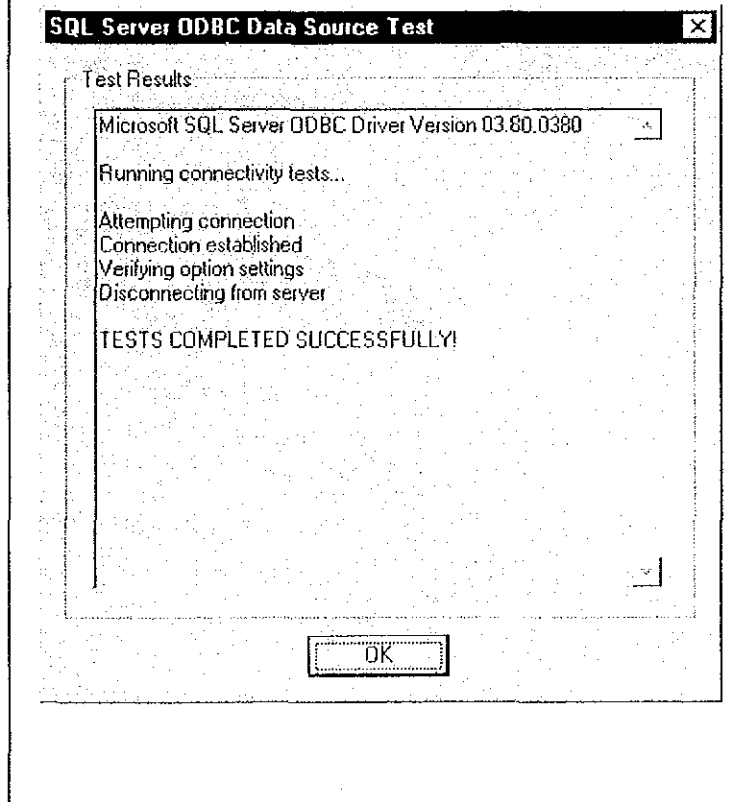 SQL Server ODBC Data Source Test
Test Results
Microsoft SQL Server ODBC Driver Version 03.80.0380
Running connectivity tests...
Attempting connection
Connection established
Verifying option settings
Disconnecting from server
TESTS COMPLETED SUCCESSFULLY!
OK